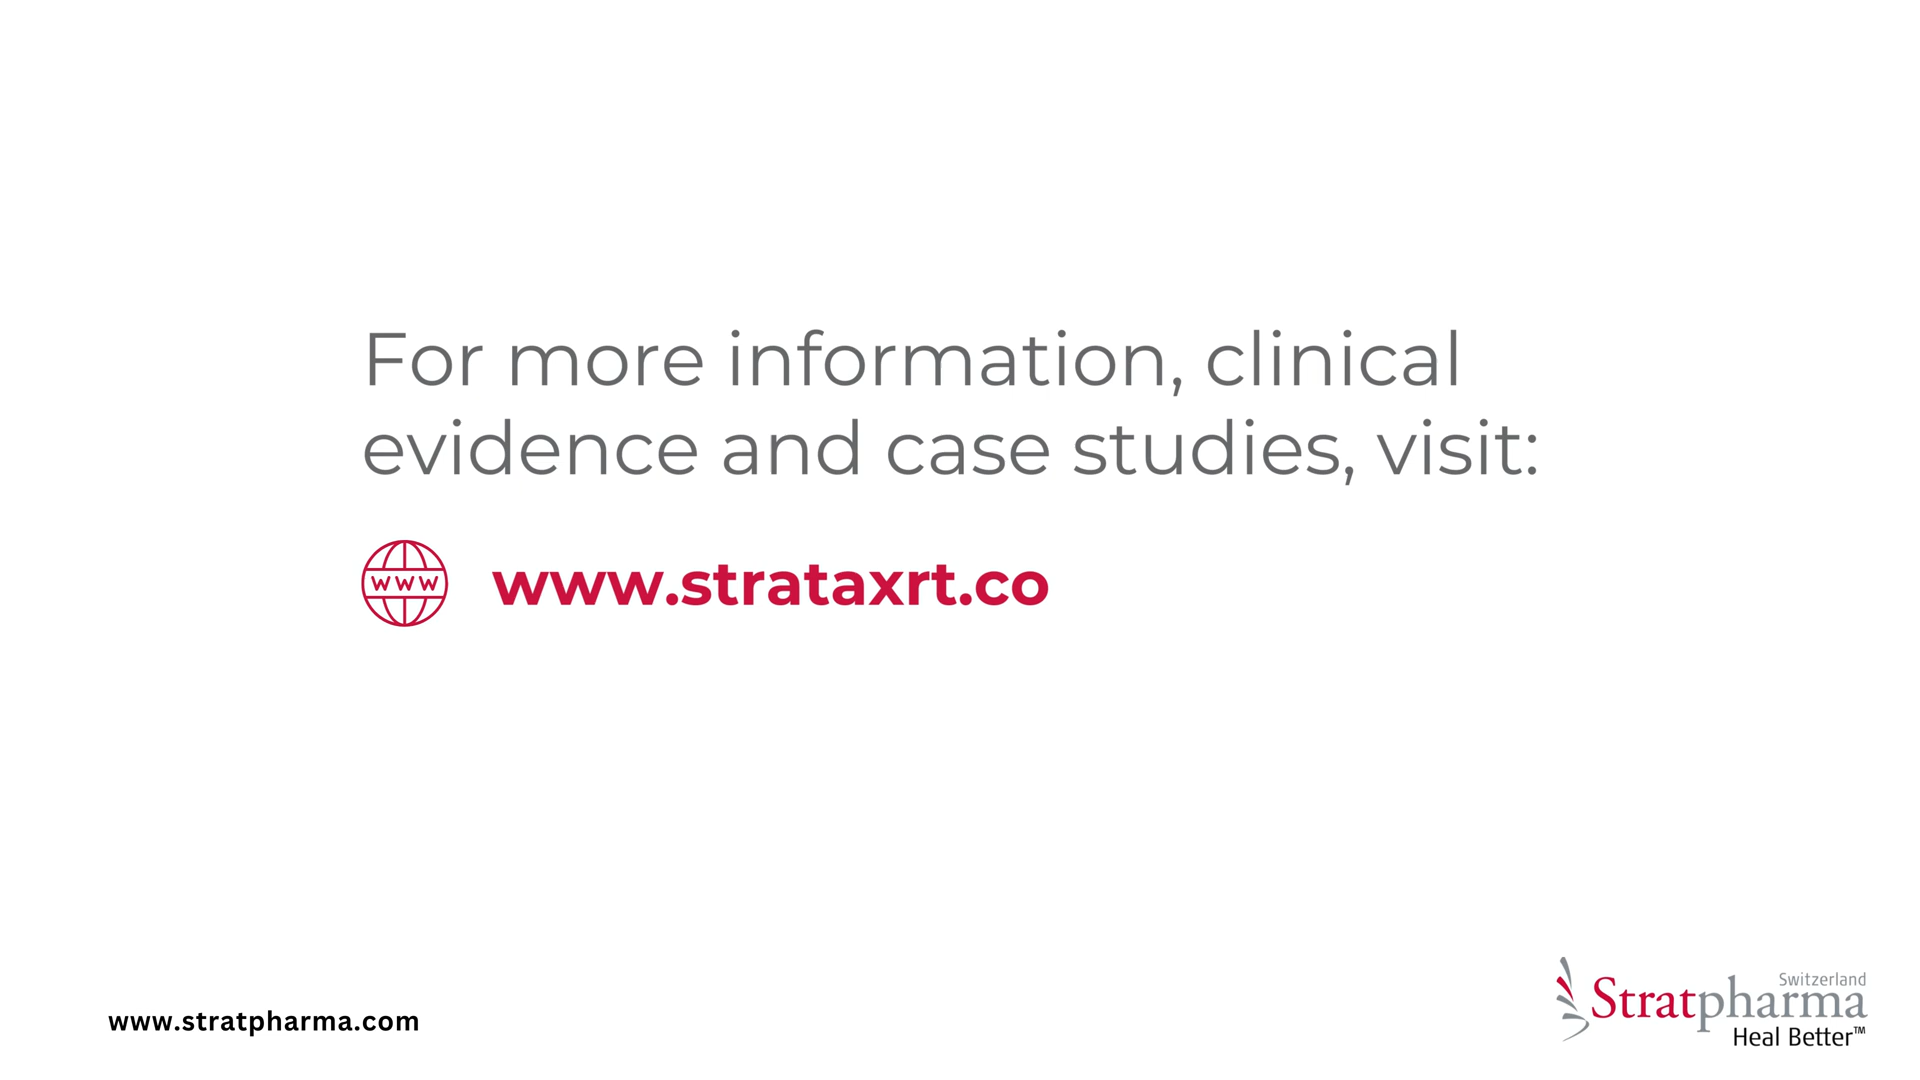 For more information, clinical
evidence and case studies, visit:
WWW
www.strataxrt.co
www.stratpharma.com
Switzerland
Stratpharma
Heal Better™